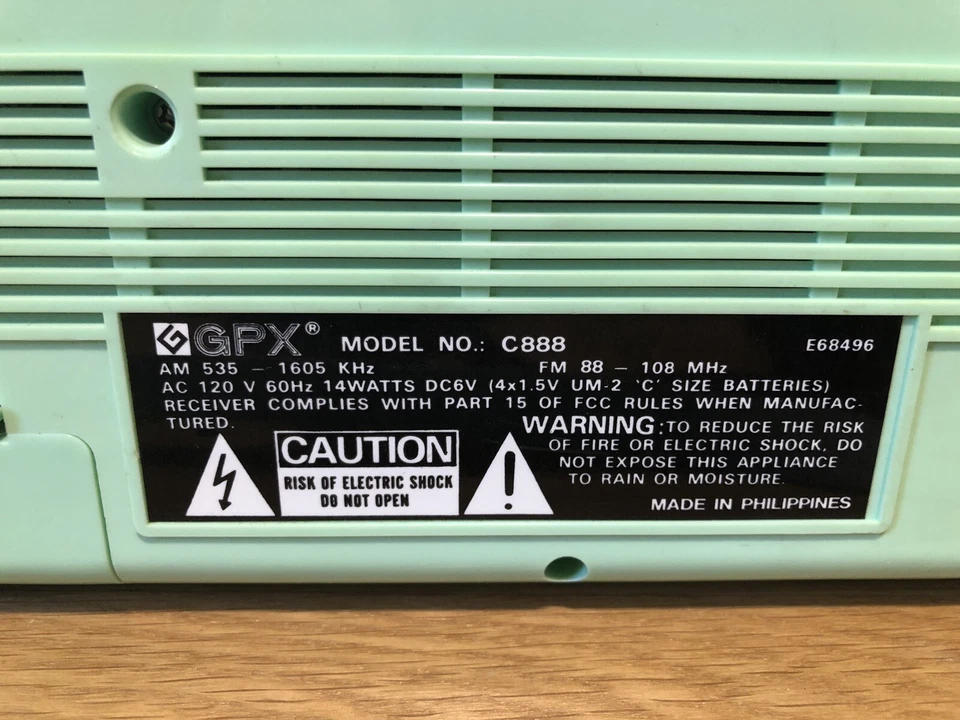 GPX® MODEL NO.: C888 E68496
AM 535 – 1605 KHz FM 88 – 108 MHz
AC 120 V 60Hz 14WATTS DC6V (4x1.5V UM-2 'C' SIZE BATTERIES)
RECEIVER COMPLIES WITH PART 15 OF FCC RULES WHEN MANUFAC-
TURED.
CAUTION
RISK OF ELECTRIC SHOCK
DO NOT OPEN
WARNING:TO REDUCE THE RISK
OF FIRE OR ELECTRIC SHOCK, DO
NOT EXPOSE THIS APPLIANCE
TO RAIN OR MOISTURE.
MADE IN PHILIPPINES